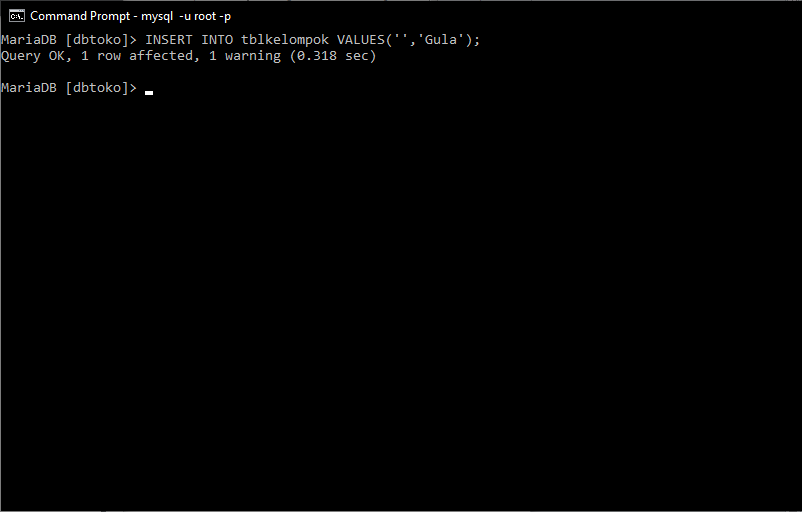 Command Prompt - mysql -u root -p
MariaDB [dbtoko]> INSERT INTO tblkelompok VALUES('','Gula');
Query OK, 1 row affected, 1 warning (0.318 sec)
MariaDB [dbtoko]>